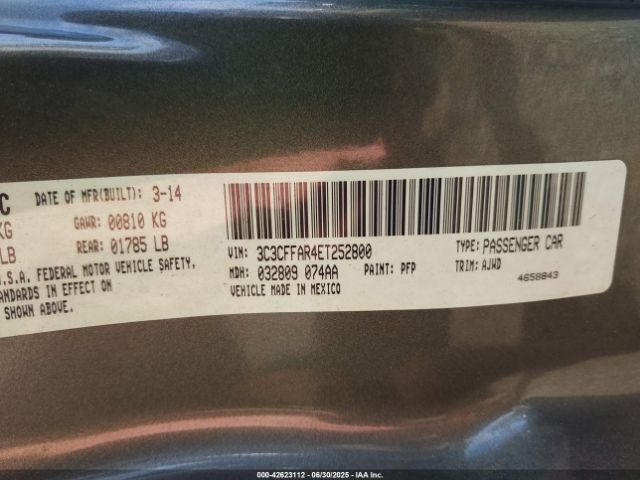 C DATE OF MFR(BUILT): 3-14
KG GAWR: 00810 KG
LB REAR: 01785 LB
.S.A. FEDERAL MOTOR VEHICLE SAFETY,
ANDARDS IN EFFECT ON
SHOWN ABOVE.
VIN: 3C3CFFAR4ET252800 TYPE: PASSENGER CAR
MDH: 032809 074AA PAINT: PFP TRIM: AJWD
VEHICLE MADE IN MEXICO 4658843
000-42623112 - 06/30/2025 - IAA Inc.